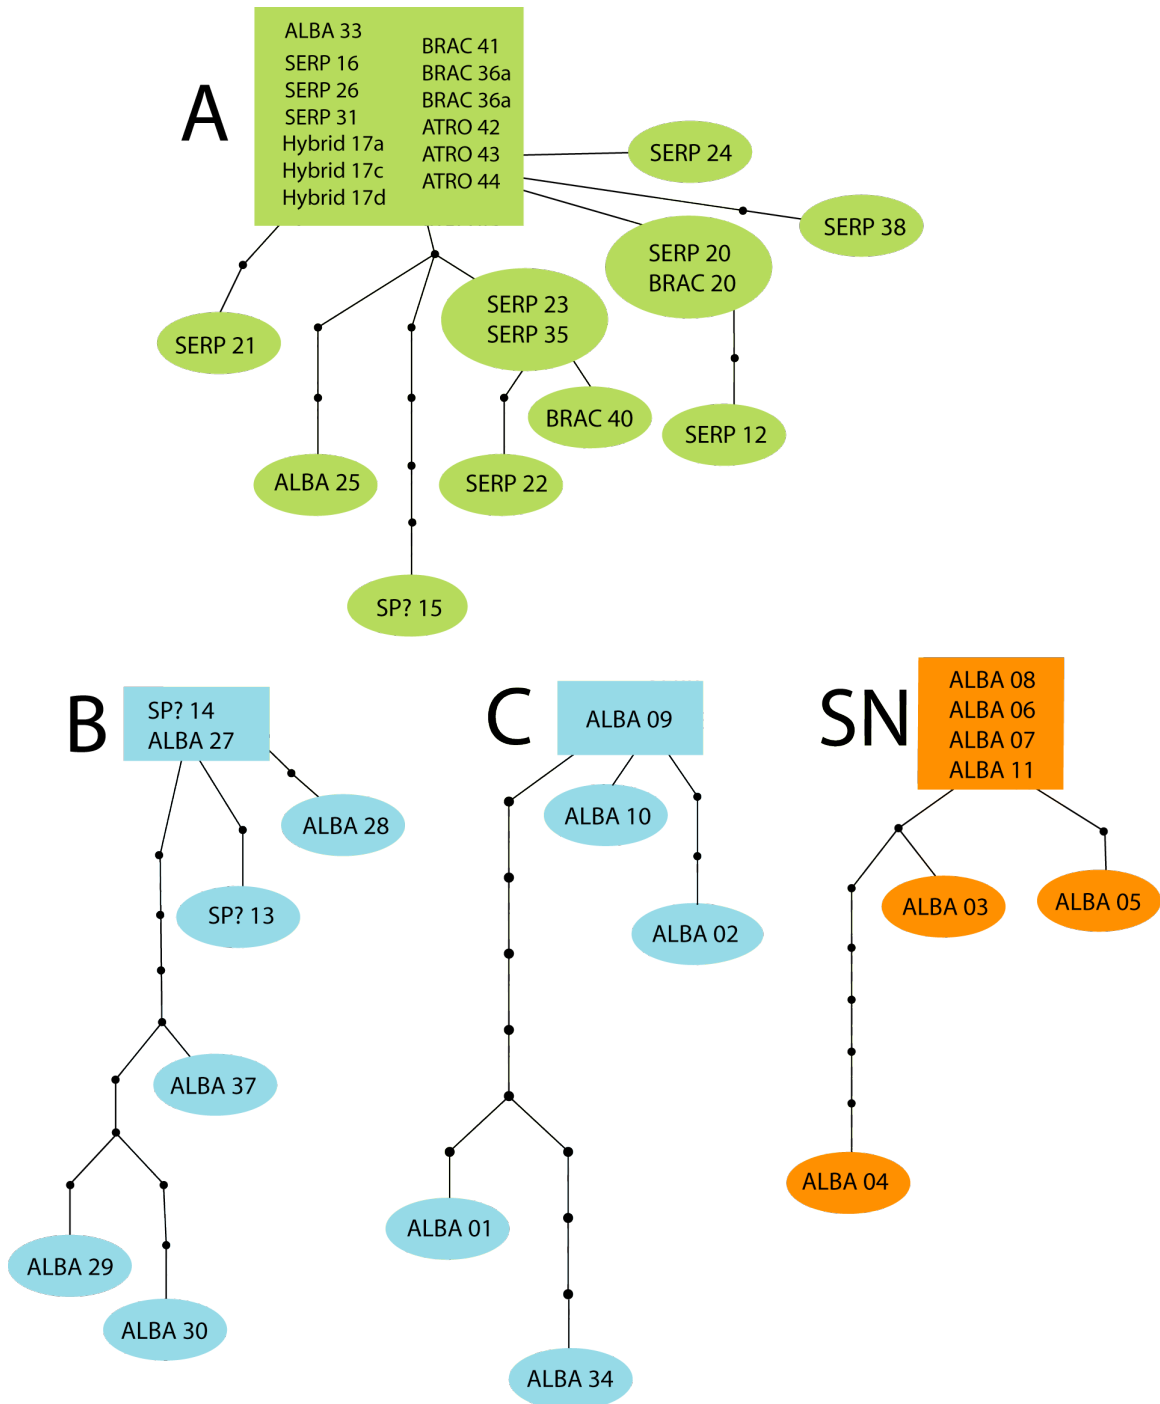 A
ALBA 33
SERP 16
SERP 26
SERP 31
Hybrid 17a
Hybrid 17c
Hybrid 17d
BRAC 41
BRAC 36a
BRAC 36a
ATRO 42
ATRO 43
ATRO 44
SERP 24
SERP 38
SERP 20
BRAC 20
SERP 23
SERP 35
SERP 21
BRAC 40
SERP 12
ALBA 25
SERP 22
SP? 15
B
SP? 14
ALBA 27
ALBA 28
SP? 13
ALBA 37
ALBA 29
ALBA 30
C
ALBA 09
ALBA 10
ALBA 02
ALBA 01
ALBA 34
SN
ALBA 08
ALBA 06
ALBA 07
ALBA 11
ALBA 03
ALBA 05
ALBA 04